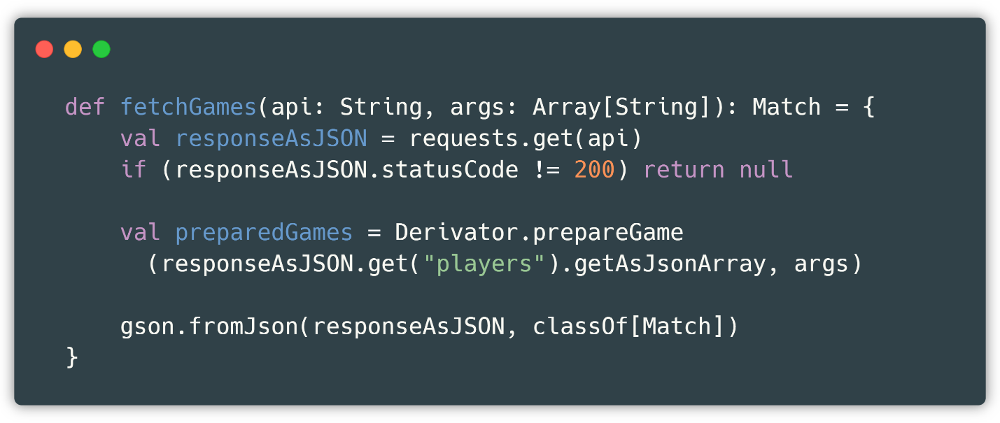 def fetchGames(api: String, args: Array[String]): Match = {
    val responseAsJSON = requests.get(api)
    if (responseAsJSON.statusCode != 200) return null

    val preparedGames = Derivator.prepareGame
      (responseAsJSON.get("players").getAsJsonArray, args)

    gson.fromJson(responseAsJSON, classOf[Match])
}